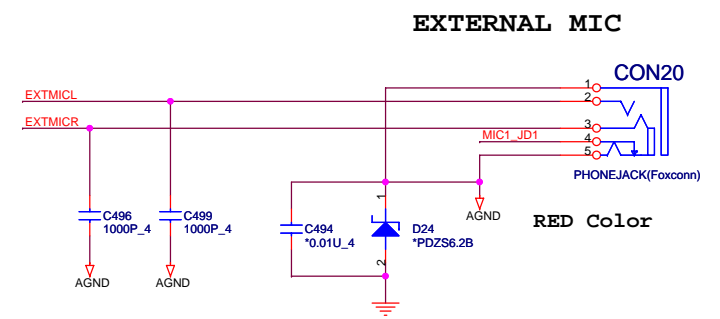 EXTERNAL MIC
CON20
EXTMICL
EXTMICR
1
2
3
4
5
MIC1_JD1
PHONEJACK(Foxconn)
RED Color
C496
1000P_4
C499
1000P_4
C494
*0.01U_4
1
D24
*PDZS6.2B
2
AGND
AGND
AGND